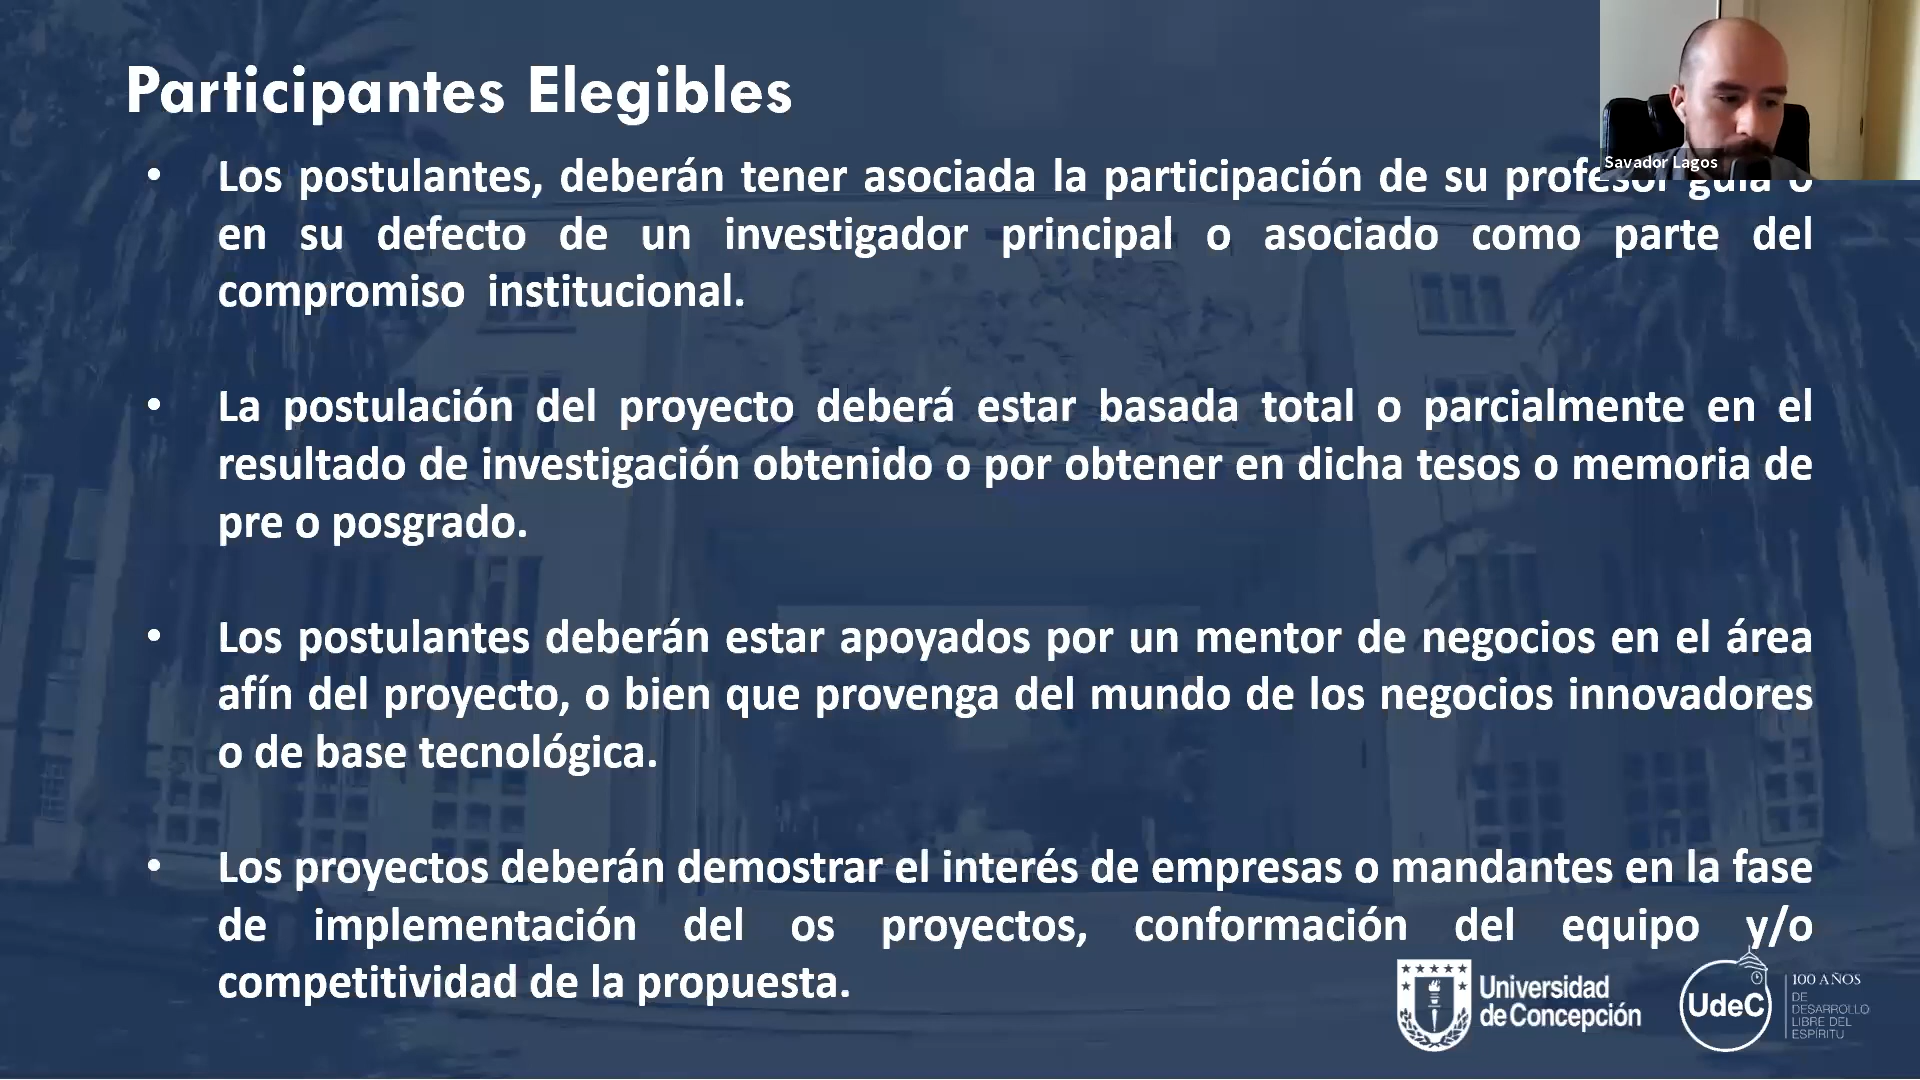 Participantes Elegibles
Savador Lagos
• Los postulantes, deberán tener asociada la participación de su profesor guía o
en su defecto de un investigador principal o asociado como parte del
compromiso institucional.
• La postulación del proyecto deberá estar basada total o parcialmente en el
resultado de investigación obtenido o por obtener en dicha tesos o memoria de
pre o posgrado.
• Los postulantes deberán estar apoyados por un mentor de negocios en el área
afín del proyecto, o bien que provenga del mundo de los negocios innovadores
o de base tecnológica.
• Los proyectos deberán demostrar el interés de empresas o mandantes en la fase
de implementación del os proyectos, conformación del equipo y/o
competitividad de la propuesta.
Universidad
de Concepción
UdeC
100 AÑOS
DE
DESARROLLO
LIBRE DEL
ESPÍRITU